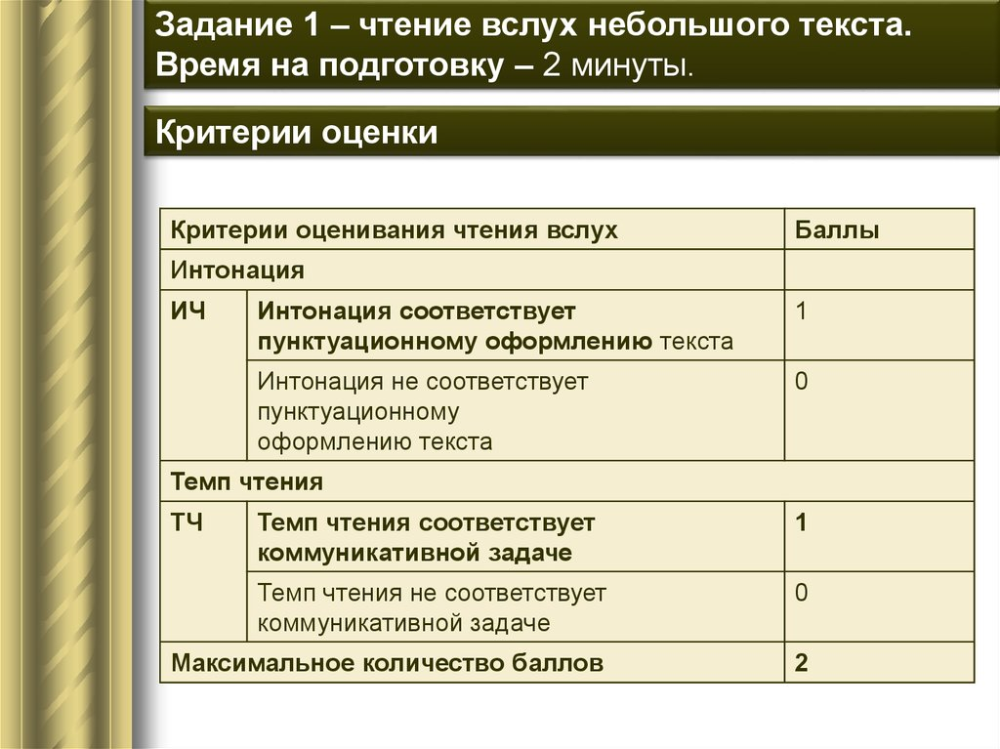 Задание 1 – чтение вслух небольшого текста.
Время на подготовку – 2 минуты.
Критерии оценки
Критерии оценивания чтения вслух Баллы
Интонация
ИЧ Интонация соответствует 1
пунктуационному оформлению текста
Интонация не соответствует 0
пунктуационному
оформлению текста
Темп чтения
ТЧ Темп чтения соответствует 1
коммуникативной задаче
Темп чтения не соответствует 0
коммуникативной задаче
Максимальное количество баллов 2